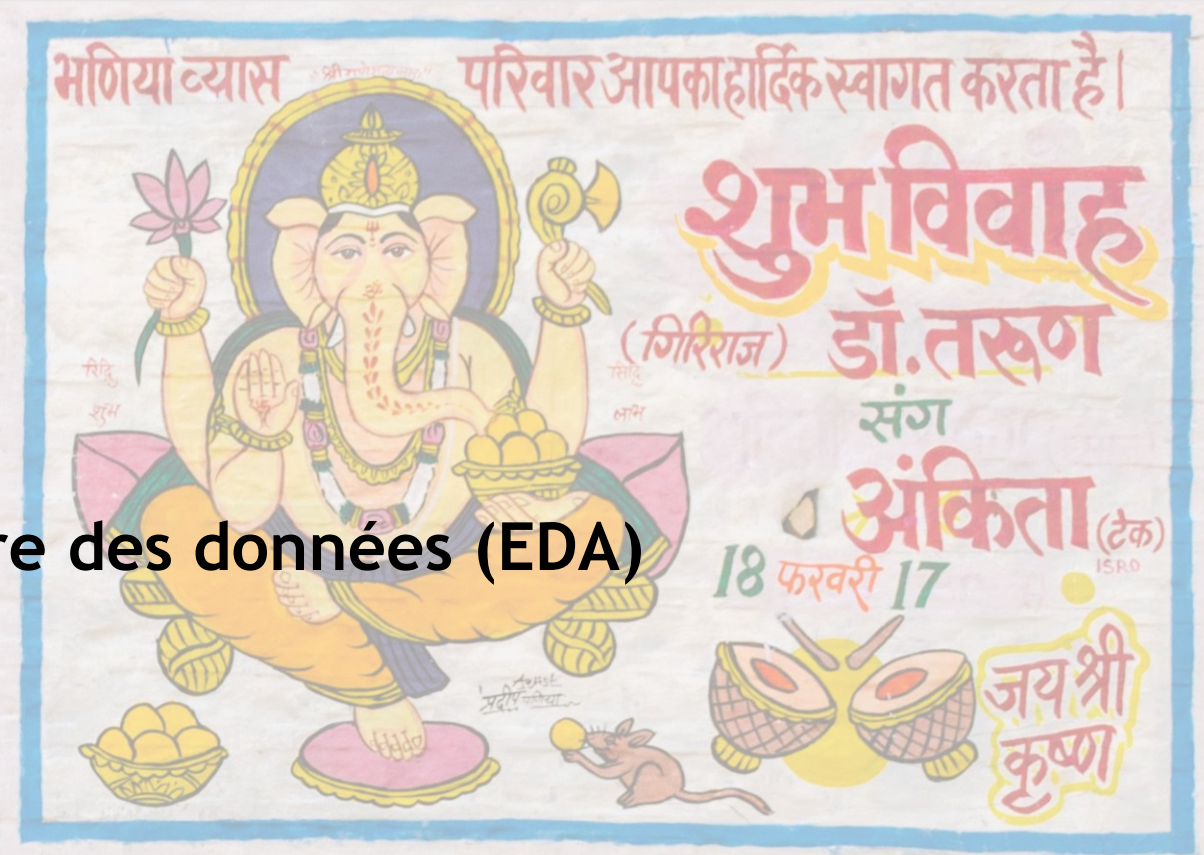 भणिया व्यास परिवार आपका हार्दिक स्वागत करता है।
शुभ विवाह
(गिरिराज) डॉ. तरूण
संग
अंकिता (टेक)
ISRO
18 फरवरी 17
रिद्धि
सिद्धि
शुभ
लाभ
re des données (EDA)
जय श्री
कृष्ण